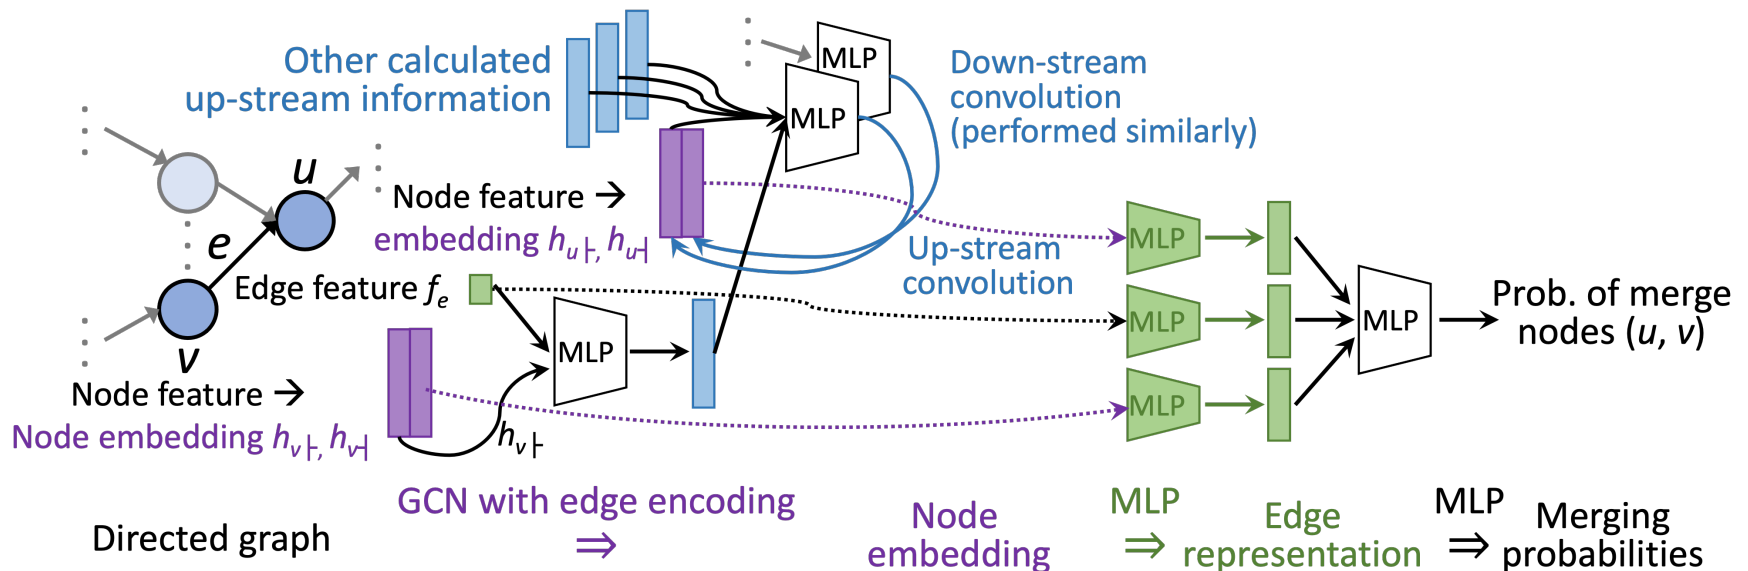 Other calculated
up-stream information
MLP
MLP
Down-stream
convolution
(performed similarly)
u
Node feature →
embedding h_u⊢, h_u⊣
e
Edge feature f_e
v
Node feature →
Node embedding h_v⊢, h_v⊣
MLP
h_v⊢
Up-stream
convolution
MLP
MLP
MLP
MLP
Prob. of merge
nodes (u, v)
Directed graph
GCN with edge encoding
⇒
Node
embedding
MLP
⇒
Edge
representation
MLP
⇒
Merging
probabilities